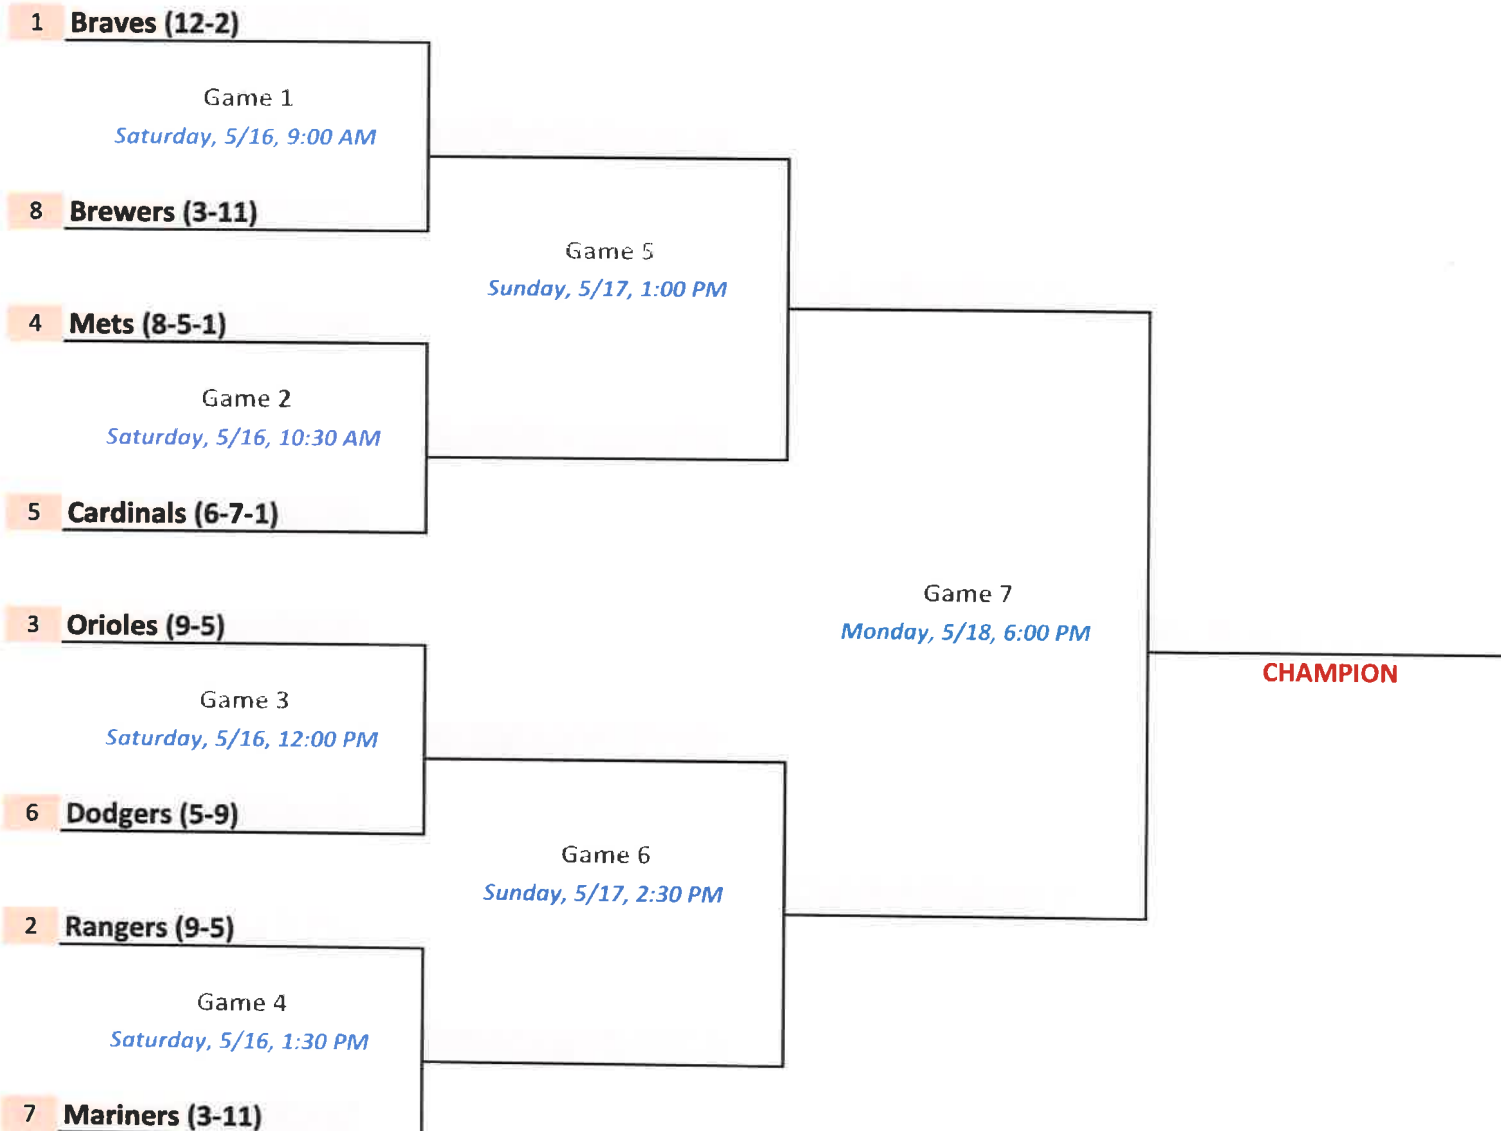 1 Braves (12-2)
Game 1
Saturday, 5/16, 9:00 AM
8 Brewers (3-11)
Game 5
Sunday, 5/17, 1:00 PM
4 Mets (8-5-1)
Game 2
Saturday, 5/16, 10:30 AM
5 Cardinals (6-7-1)
Game 7
Monday, 5/18, 6:00 PM
CHAMPION
3 Orioles (9-5)
Game 3
Saturday, 5/16, 12:00 PM
6 Dodgers (5-9)
Game 6
Sunday, 5/17, 2:30 PM
2 Rangers (9-5)
Game 4
Saturday, 5/16, 1:30 PM
7 Mariners (3-11)